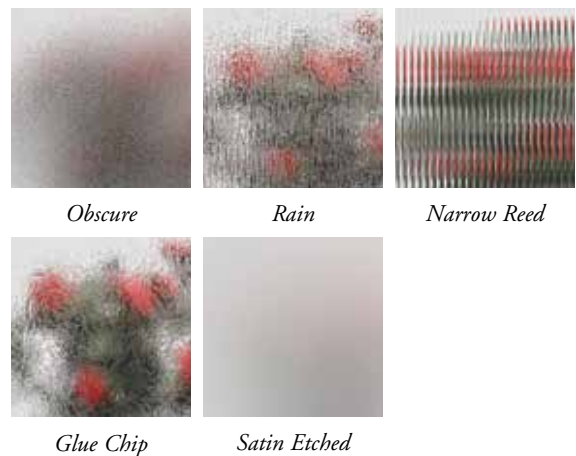 Obscure
Rain
Narrow Reed
Glue Chip
Satin Etched